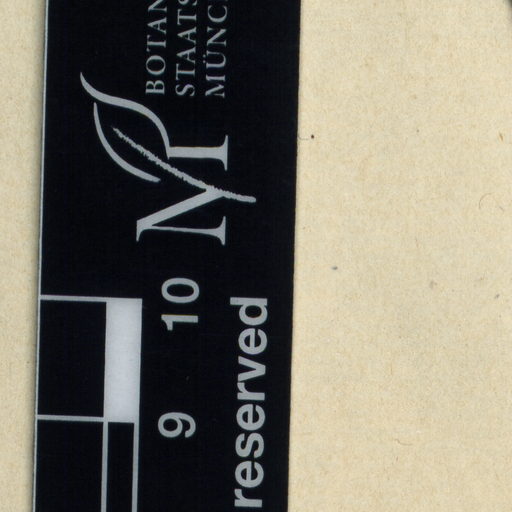 BOTAN
STAATS
MÜNC
M
9 10
reserved